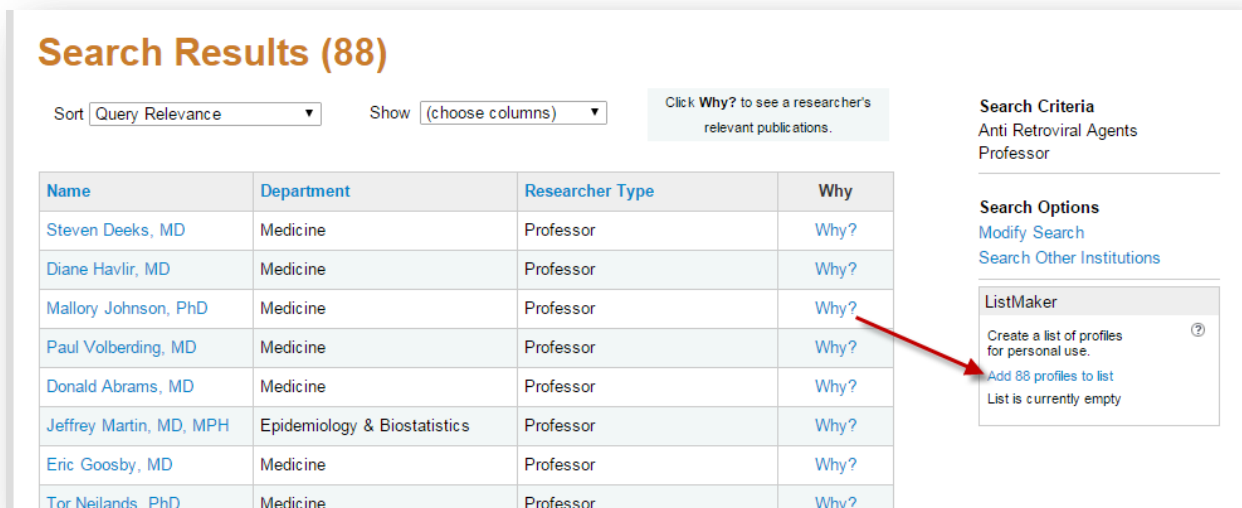 Search Results (88)
Sort Query Relevance Show (choose columns)
Click Why? to see a researcher's
relevant publications.
Name Department Researcher Type Why
Steven Deeks, MD Medicine Professor Why?
Diane Havlir, MD Medicine Professor Why?
Mallory Johnson, PhD Medicine Professor Why?
Paul Volberding, MD Medicine Professor Why?
Donald Abrams, MD Medicine Professor Why?
Jeffrey Martin, MD, MPH Epidemiology & Biostatistics Professor Why?
Eric Goosby, MD Medicine Professor Why?
Tor Neilands, PhD Medicine Professor Why?
Search Criteria
Anti Retroviral Agents
Professor
Search Options
Modify Search
Search Other Institutions
ListMaker
Create a list of profiles ?
for personal use.
Add 88 profiles to list
List is currently empty